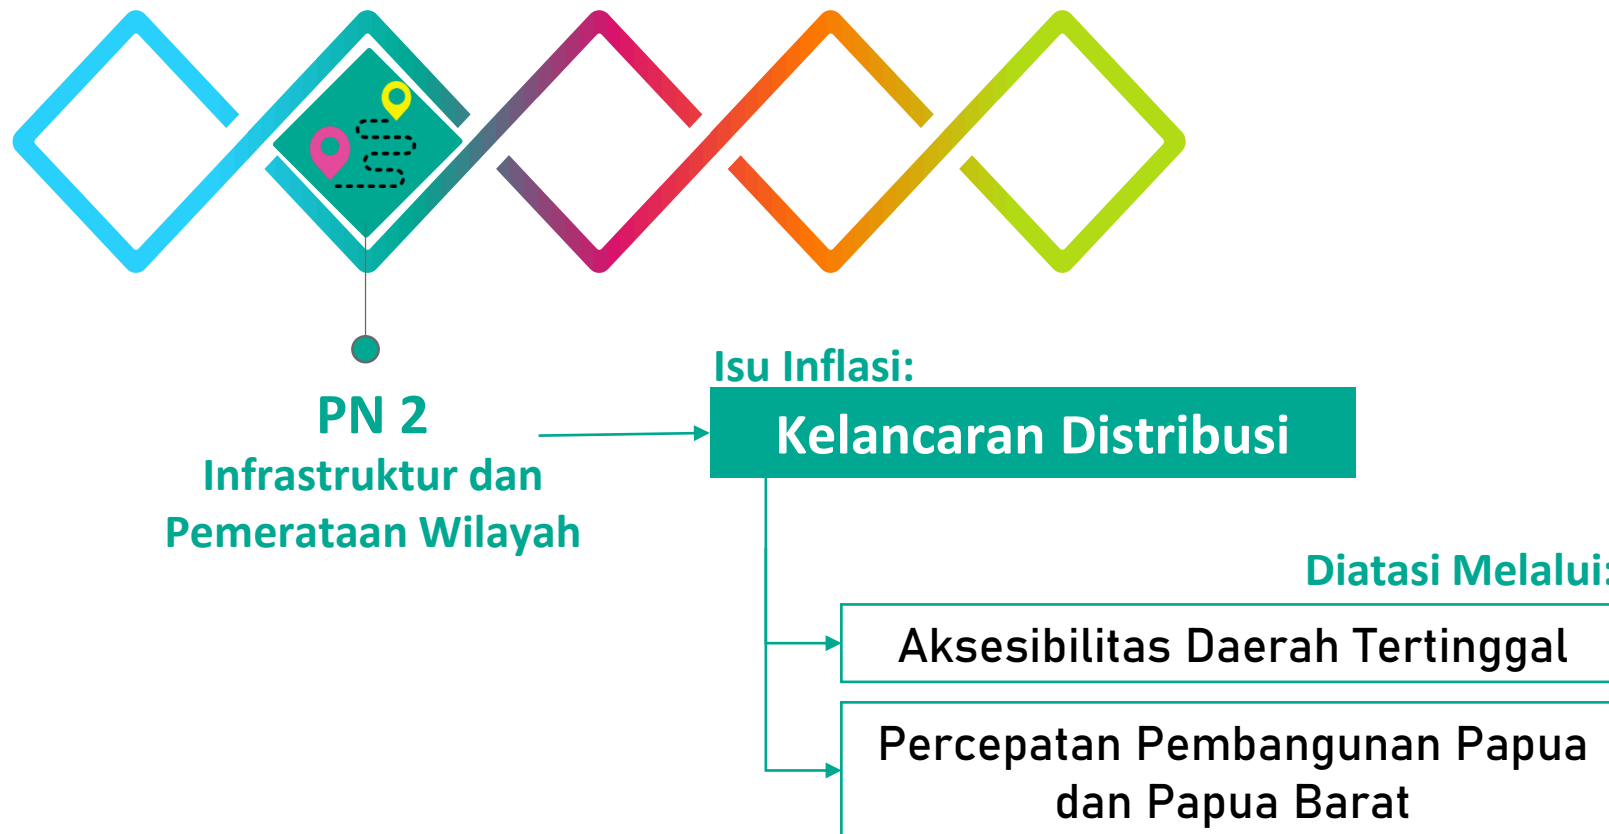 PN 2
Infrastruktur dan
Pemerataan Wilayah
Isu Inflasi:
Kelancaran Distribusi
Diatasi Melalui:
Aksesibilitas Daerah Tertinggal
Percepatan Pembangunan Papua
dan Papua Barat